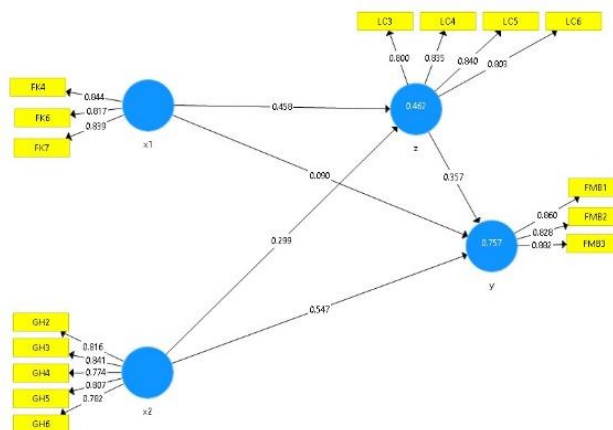 LC3 LC4 LC5 LC6
0.800 0.835 0.840 0.803
FK4 0.844
FK6 0.817
FK7 0.839
x1
0.458
0.462
z
0.090
0.357
0.299
0.757
y
0.860 FMB1
0.828 FMB2
0.882 FMB3
0.547
GH2 0.816
GH3 0.841
GH4 0.774
GH5 0.807
GH6 0.782
x2